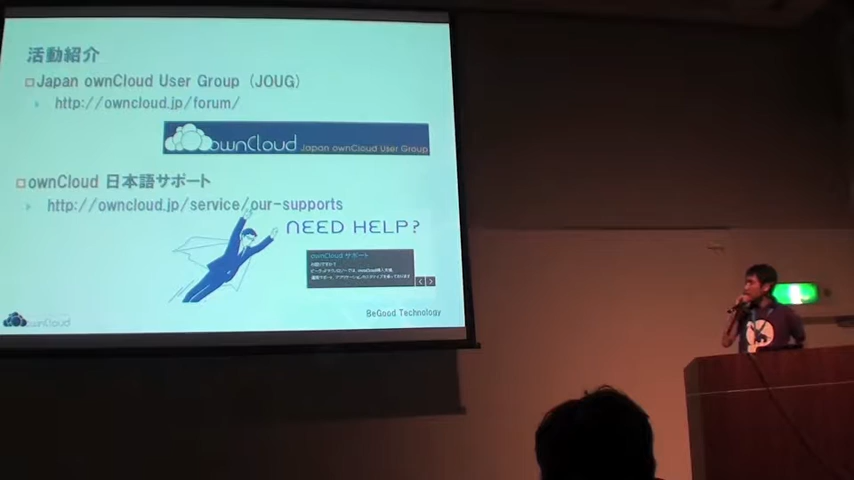 活動紹介
Japan ownCloud User Group (JOUG)
http://owncloud.jp/forum/
ownCloud
Japan ownCloud User Group
ownCloud 日本語サポート
http://owncloud.jp/service/our-supports
NEED HELP?
ownCloud サポート
ownCloud
BeGood Technology